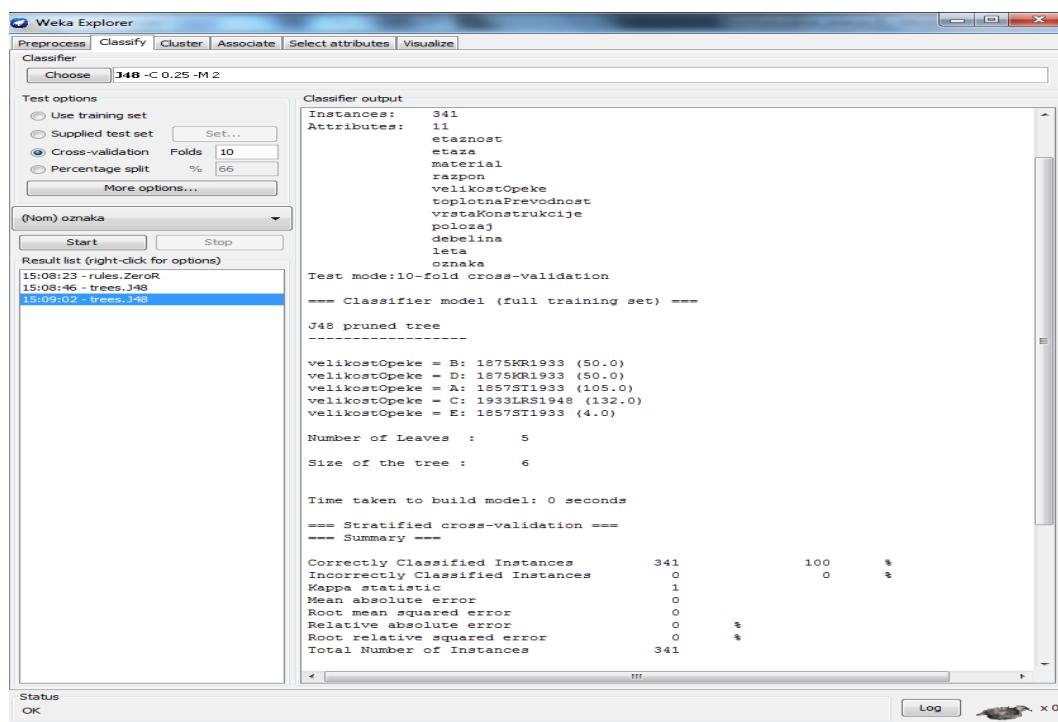 Weka Explorer
Preprocess Classify Cluster Associate Select attributes Visualize
Classifier
Choose J48 -C 0.25 -M 2
Test options
Use training set
Supplied test set Set...
Cross-validation Folds 10
Percentage split % 66
More options...
(Nom) oznaka
Start Stop
Result list (right-click for options)
15:08:23 - rules.ZeroR
15:08:46 - trees.J48
15:09:02 - trees.J48
Classifier output
Instances: 341
Attributes: 11
etaznost
etaza
material
razpon
velikostOpeke
toplotnaPrevodnost
vrstaKonstrukcije
polozaj
debelina
leta
oznaka
Test mode:10-fold cross-validation
=== Classifier model (full training set) ===
J48 pruned tree
------------------
velikostOpeke = B: 1875KR1933 (50.0)
velikostOpeke = D: 1875KR1933 (50.0)
velikostOpeke = A: 1857ST1933 (105.0)
velikostOpeke = C: 1933LRS1948 (132.0)
velikostOpeke = E: 1857ST1933 (4.0)
Number of Leaves : 5
Size of the tree : 6
Time taken to build model: 0 seconds
=== Stratified cross-validation ===
=== Summary ===
Correctly Classified Instances 341 100 %
Incorrectly Classified Instances 0 0 %
Kappa statistic 1
Mean absolute error 0
Root mean squared error 0
Relative absolute error 0 %
Root relative squared error 0 %
Total Number of Instances 341
Status
OK
Log x 0